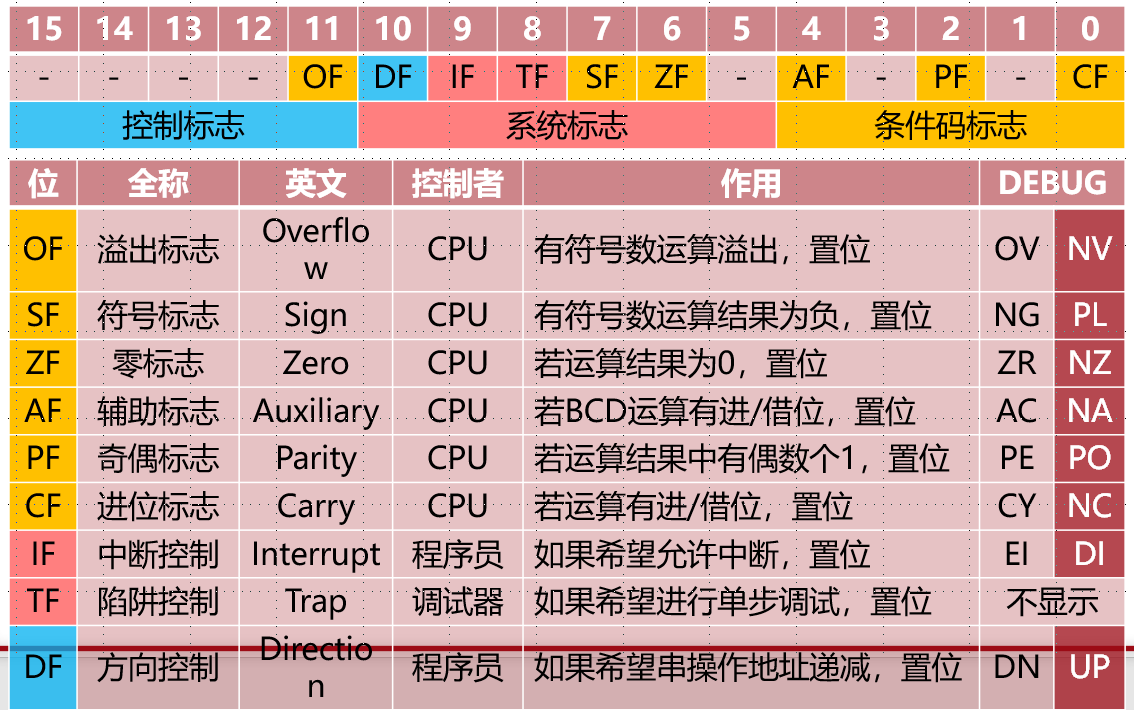 15 14 13 12 11 10 9 8 7 6 5 4 3 2 1 0
- - - - OF DF IF TF SF ZF - AF - PF - CF
控制标志 系统标志 条件码标志
位 全称 英文 控制者 作用 DEBUG
OF 溢出标志 Overflo
w CPU 有符号数运算溢出，置位 OV NV
SF 符号标志 Sign CPU 有符号数运算结果为负，置位 NG PL
ZF 零标志 Zero CPU 若运算结果为0，置位 ZR NZ
AF 辅助标志 Auxiliary CPU 若BCD运算有进/借位，置位 AC NA
PF 奇偶标志 Parity CPU 若运算结果中有偶数个1，置位 PE PO
CF 进位标志 Carry CPU 若运算有进/借位，置位 CY NC
IF 中断控制 Interrupt 程序员 如果希望允许中断，置位 EI DI
TF 陷阱控制 Trap 调试器 如果希望进行单步调试，置位 不显示
DF 方向控制 Directio
n 程序员 如果希望串操作地址递减，置位 DN UP